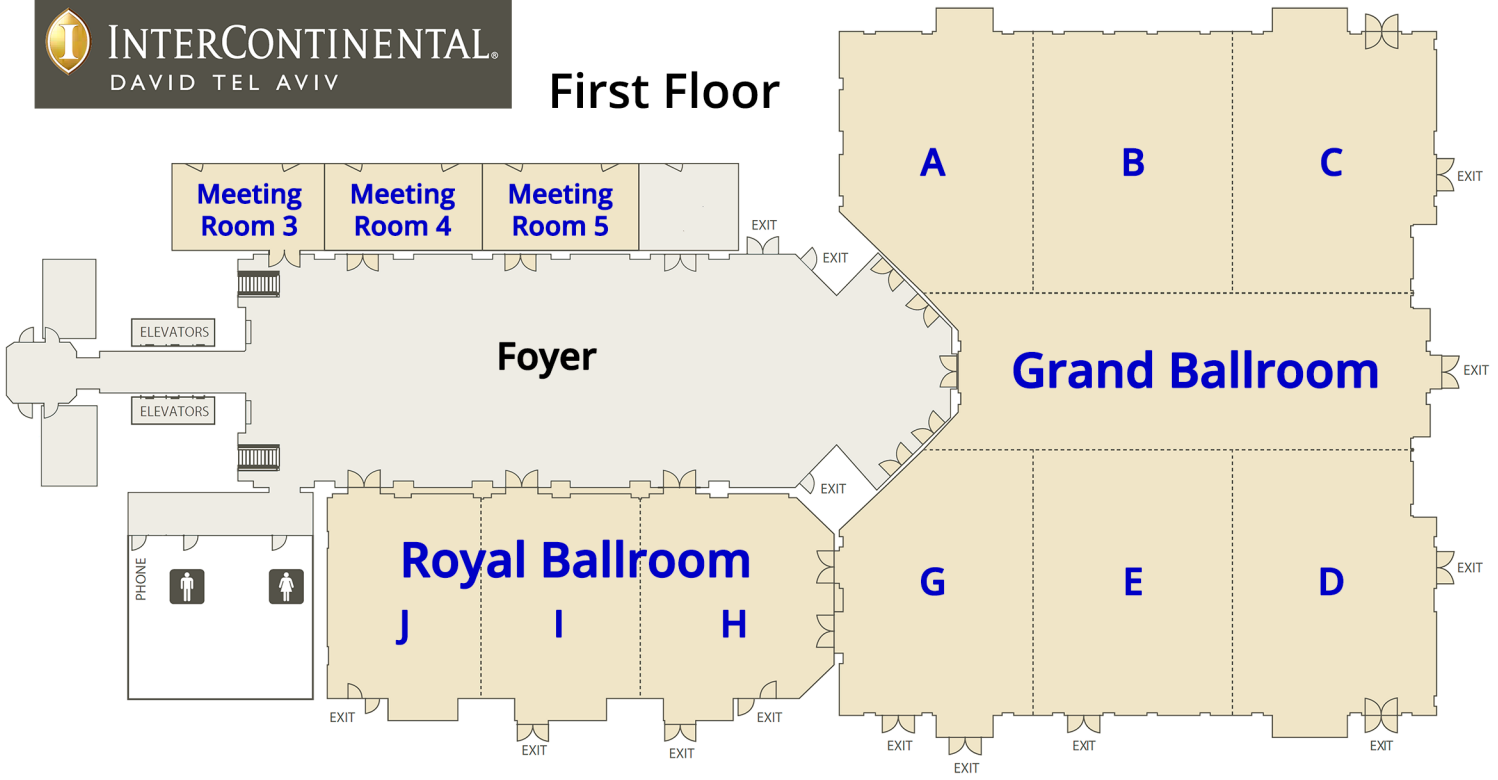 INTERCONTINENTAL®
DAVID TEL AVIV
First Floor
A
B
C
EXIT
Meeting
Room 3
Meeting
Room 4
Meeting
Room 5
EXIT
EXIT
ELEVATORS
Foyer
Grand Ballroom
EXIT
ELEVATORS
EXIT
PHONE
Royal Ballroom
J
I
H
G
E
D
EXIT
EXIT
EXIT
EXIT
EXIT
EXIT
EXIT
EXIT
EXIT